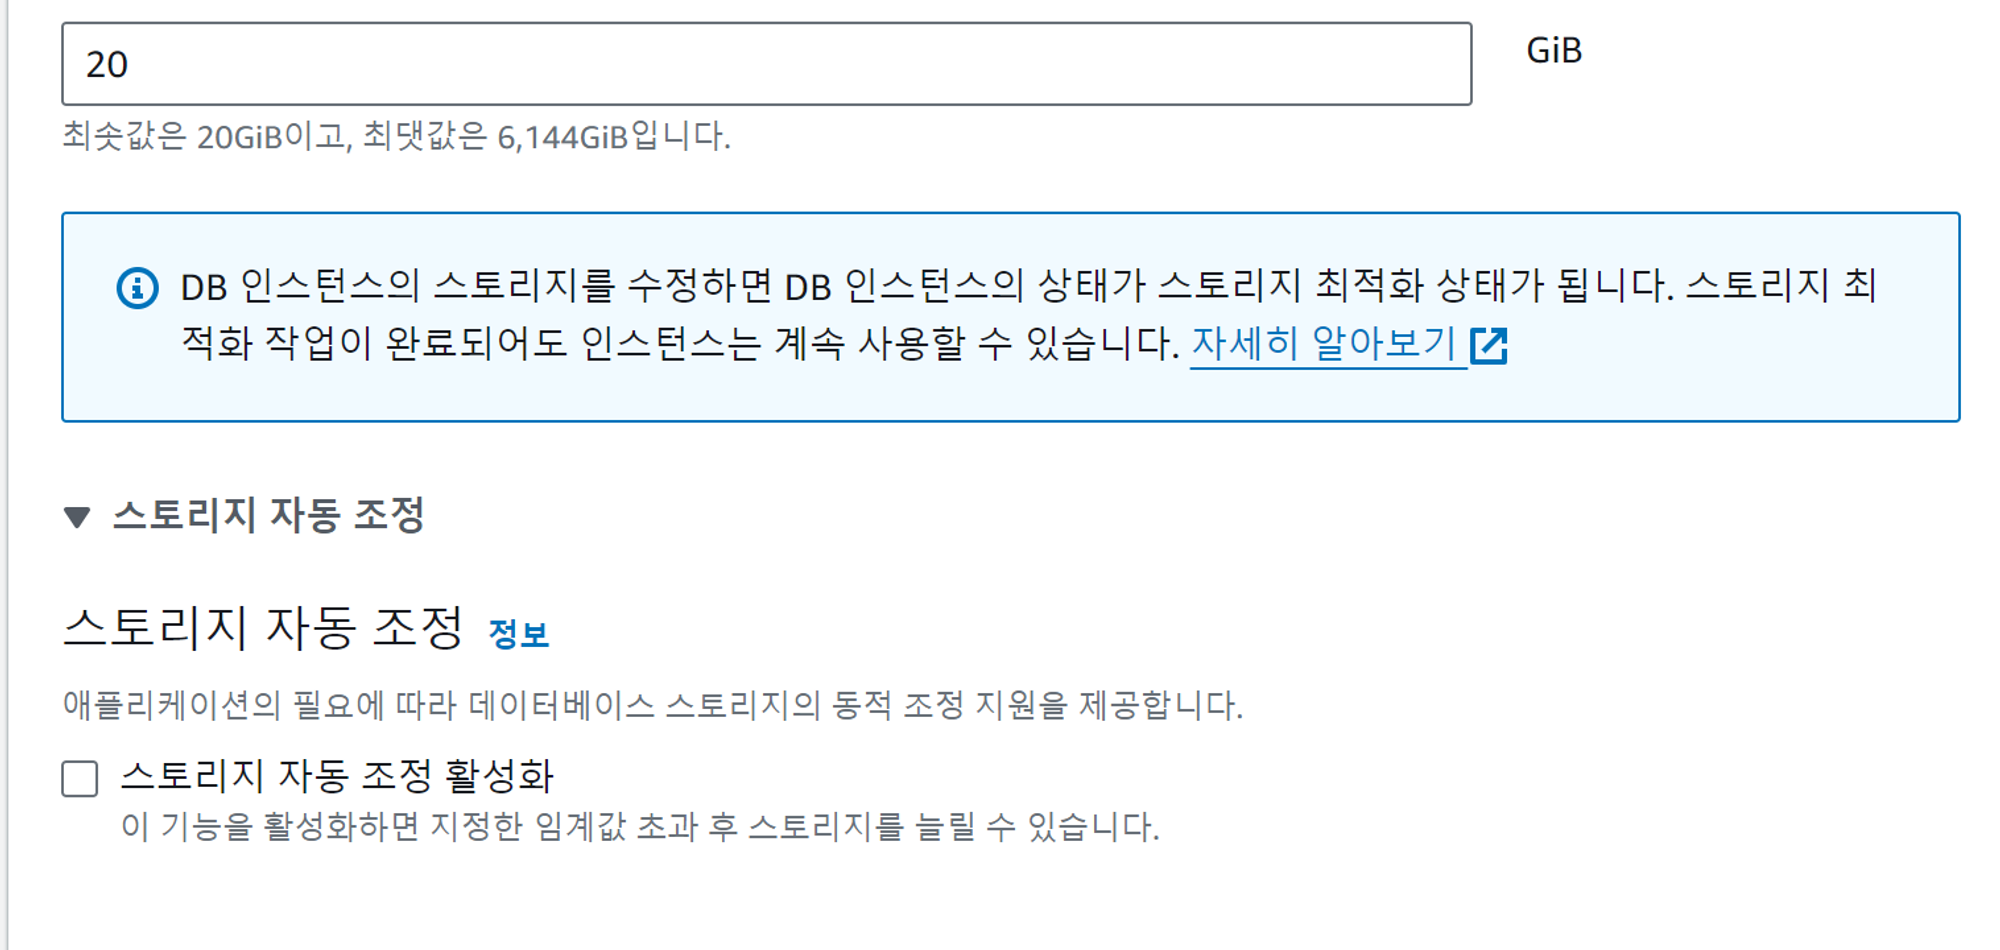 20
GiB
최솟값은 20GiB이고, 최댓값은 6,144GiB입니다.
DB 인스턴스의 스토리지를 수정하면 DB 인스턴스의 상태가 스토리지 최적화 상태가 됩니다. 스토리지 최
적화 작업이 완료되어도 인스턴스는 계속 사용할 수 있습니다. 자세히 알아보기
스토리지 자동 조정
스토리지 자동 조정 정보
애플리케이션의 필요에 따라 데이터베이스 스토리지의 동적 조정 지원을 제공합니다.
스토리지 자동 조정 활성화
이 기능을 활성화하면 지정한 임계값 초과 후 스토리지를 늘릴 수 있습니다.